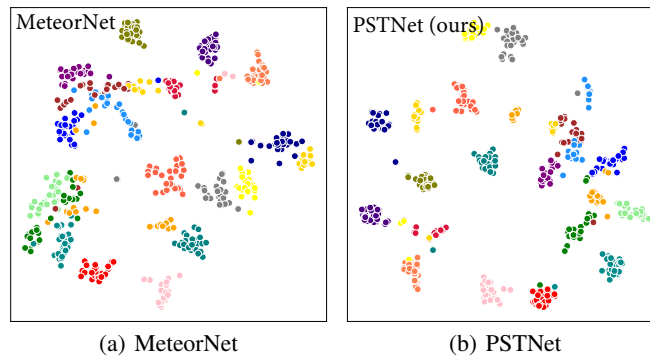 MeteorNet
PSTNet (ours)
(a) MeteorNet
(b) PSTNet